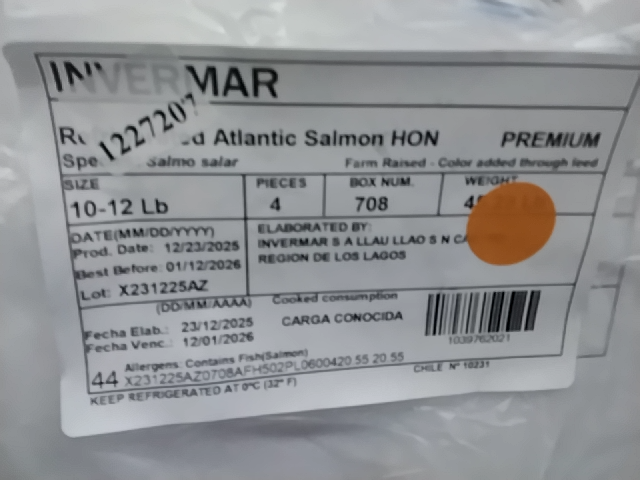 INVERMAR
1227207
Atlantic Salmon HON PREMIUM
Salmo salar Farm Raised - Color added through feed
SIZE PIECES BOX NUM. WEIGHT
10-12 Lb 4 708
DATE(MM/DD/YYYY) ELABORATED BY:
Prod. Date: 12/23/2025 INVERMAR S A LLAU LLAO S N
Best Before: 01/12/2026 REGION DE LOS LAGOS
Lot: X231225AZ
(DD/MM/AAAA) Cooked consumption
Fecha Elab.: 23/12/2025 CARGA CONOCIDA
Fecha Venc.: 12/01/2026 1039762021
Allergens: Contains Fish(Salmon)
44 X231225AZ0708AFH502PL0600420 55 20 55 CHILE N° 10231
KEEP REFRIGERATED AT 0°C (32° F)